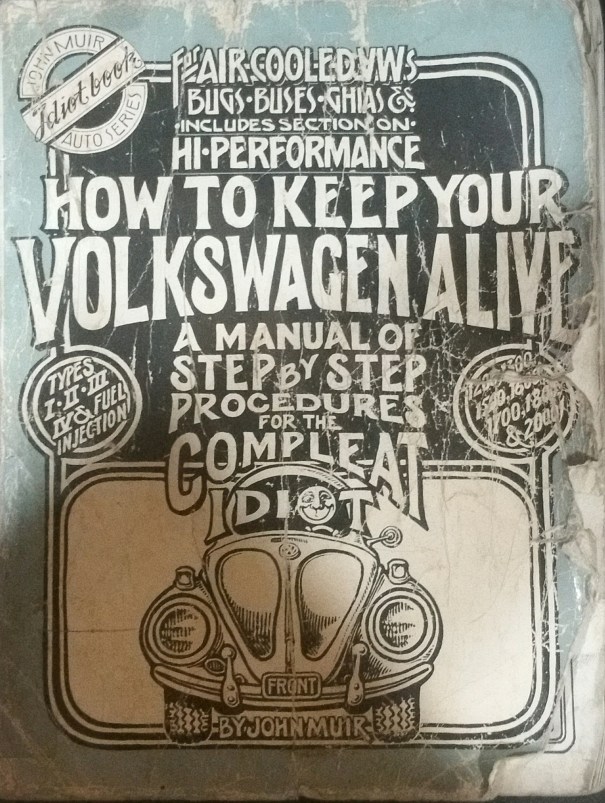 JOHN MUIR
Idiot book
AUTO SERIES
For AIR-COOLED VW'S
BUGS·BUSES·GHIAS &
·INCLUDES SECTION ON·
HI-PERFORMANCE
HOW TO KEEP YOUR
VOLKSWAGEN ALIVE
A MANUAL OF
STEP BY STEP
PROCEDURES
FOR THE
COMPLEAT
IDIOT
TYPES
I·II·III
IV & FUEL
INJECTION
& 2000
FRONT
·BY JOHN MUIR·